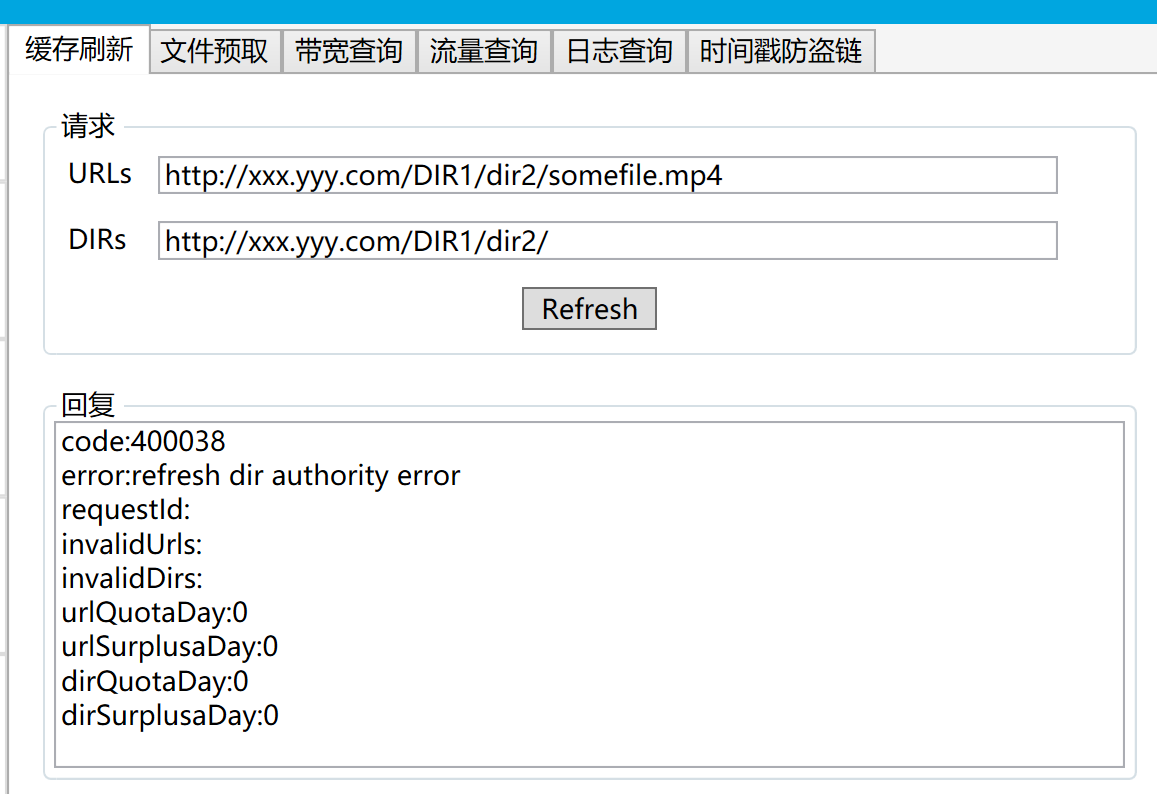 缓存刷新 文件预取 带宽查询 流量查询 日志查询 时间戳防盗链
请求
URLs http://xxx.yyy.com/DIR1/dir2/somefile.mp4
DIRs http://xxx.yyy.com/DIR1/dir2/
Refresh
回复
code:400038
error:refresh dir authority error
requestId:
invalidUrls:
invalidDirs:
urlQuotaDay:0
urlSurplusaDay:0
dirQuotaDay:0
dirSurplusaDay:0